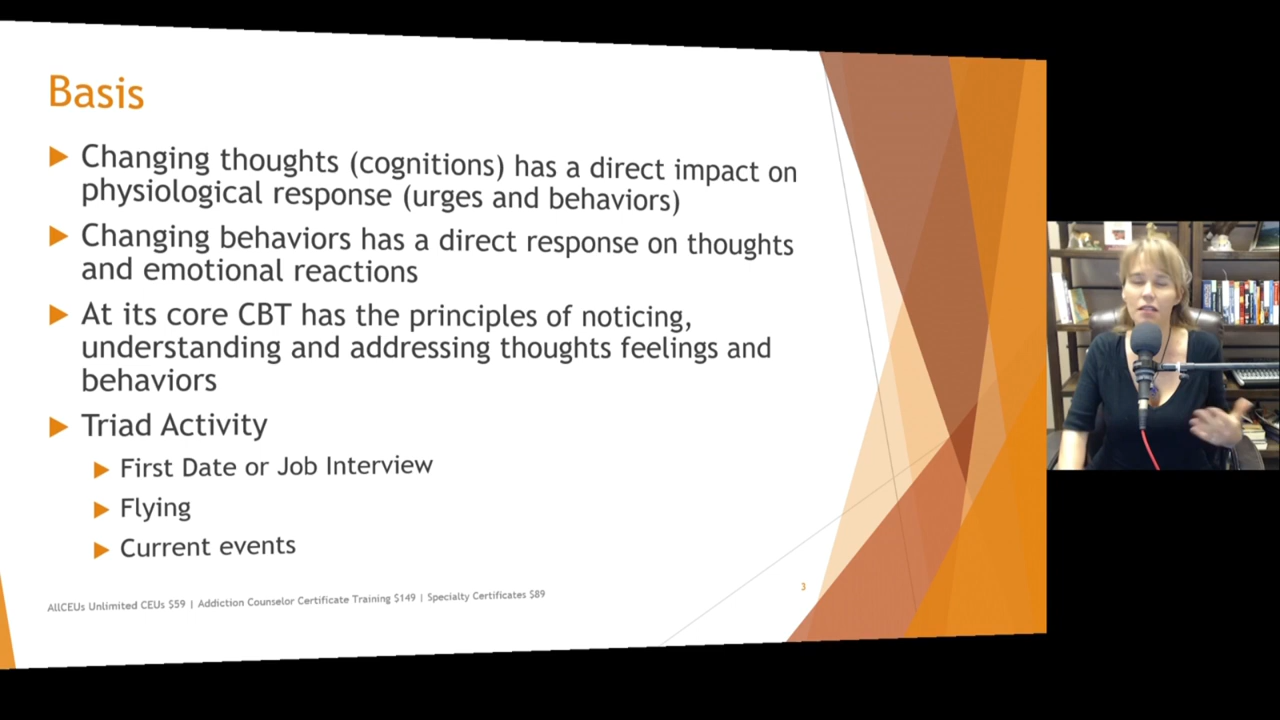 Basis
Changing thoughts (cognitions) has a direct impact on
physiological response (urges and behaviors)
Changing behaviors has a direct response on thoughts
and emotional reactions
At its core CBT has the principles of noticing,
understanding and addressing thoughts feelings and
behaviors
Triad Activity
First Date or Job Interview
Flying
Current events
AllCEUs Unlimited CEUs $59 | Addiction Counselor Certificate Training $149 | Specialty Certificates $89
3